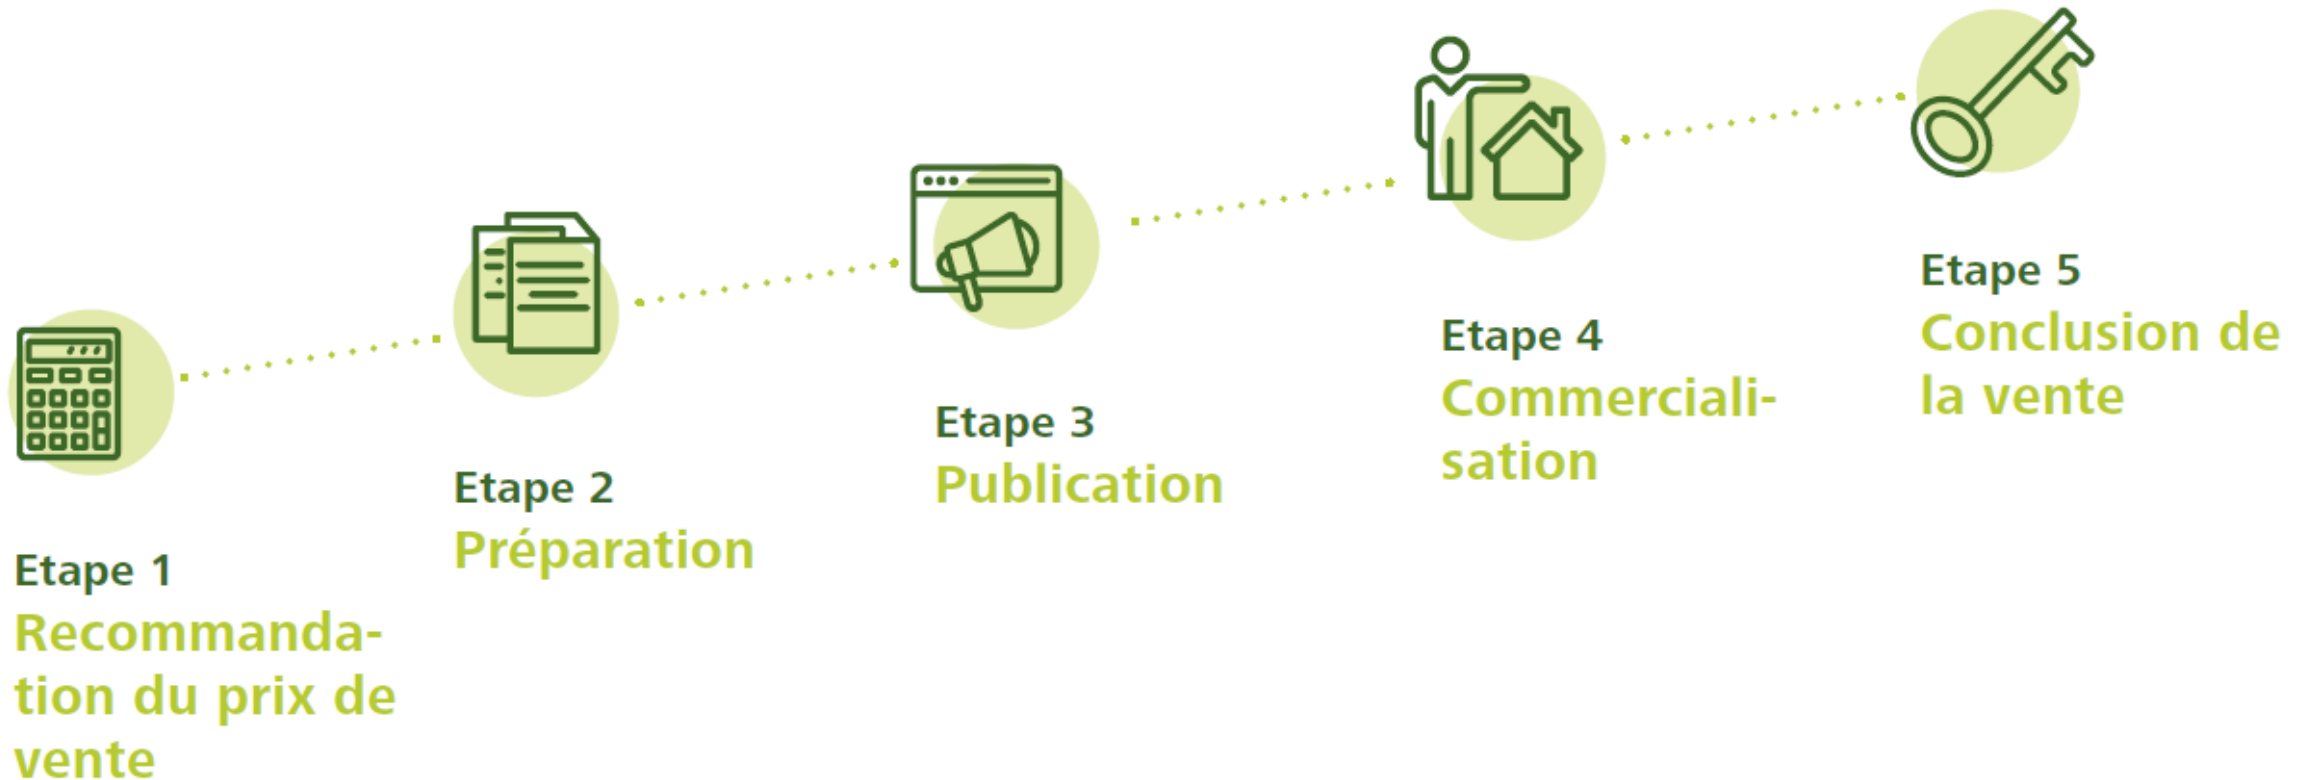 Etape 1
Recommanda-
tion du prix de
vente
Etape 2
Préparation
Etape 3
Publication
Etape 4
Commerciali-
sation
Etape 5
Conclusion de
la vente